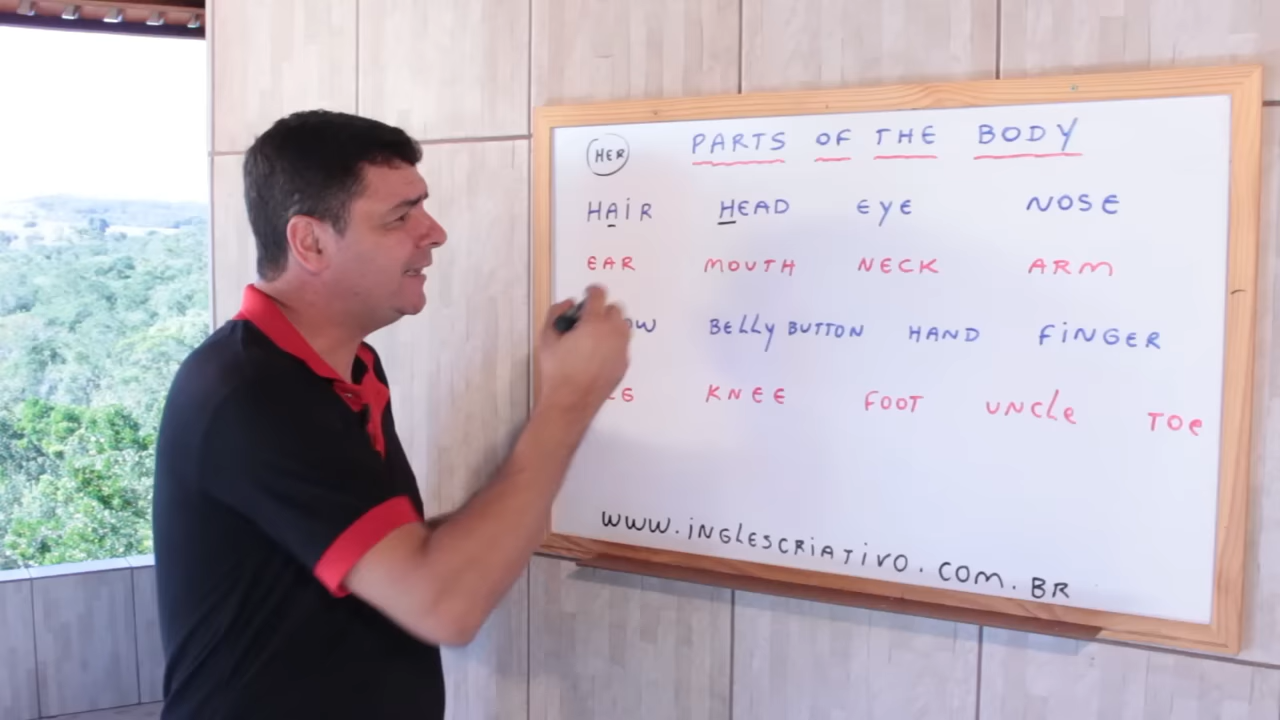 HER PARTS OF THE BODY
HAiR HEAD EyE NOSE
EAR MOUTH NECK ARM
BELLy BUTTON HAND FiNGER
KNEE FOOT UNCLE TOE
WWW.iNGLESCRiATiVO.COM.BR